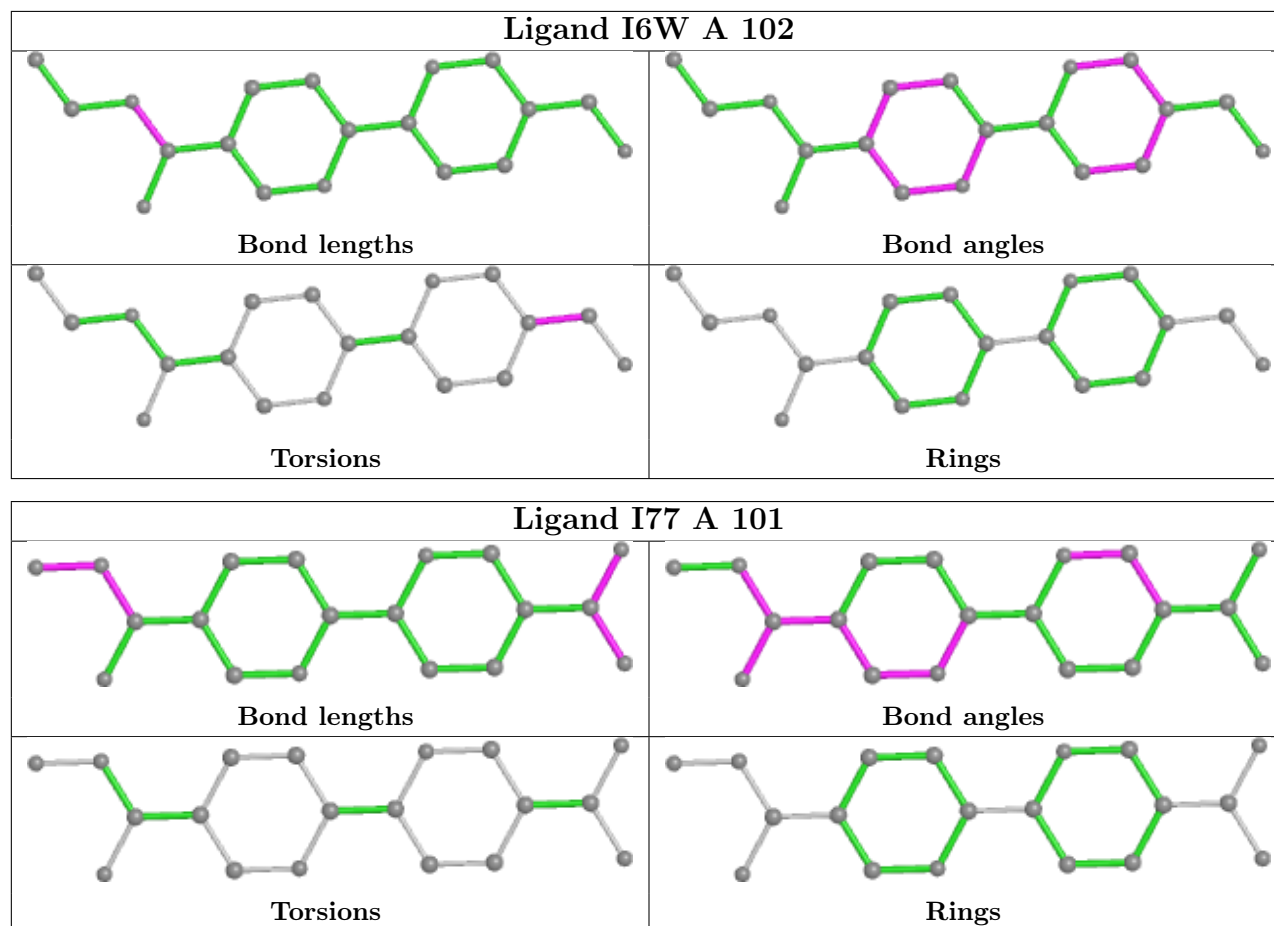 Ligand I6W A 102
Bond lengths
Bond angles
Torsions
Rings
Ligand I77 A 101
Bond lengths
Bond angles
Torsions
Rings